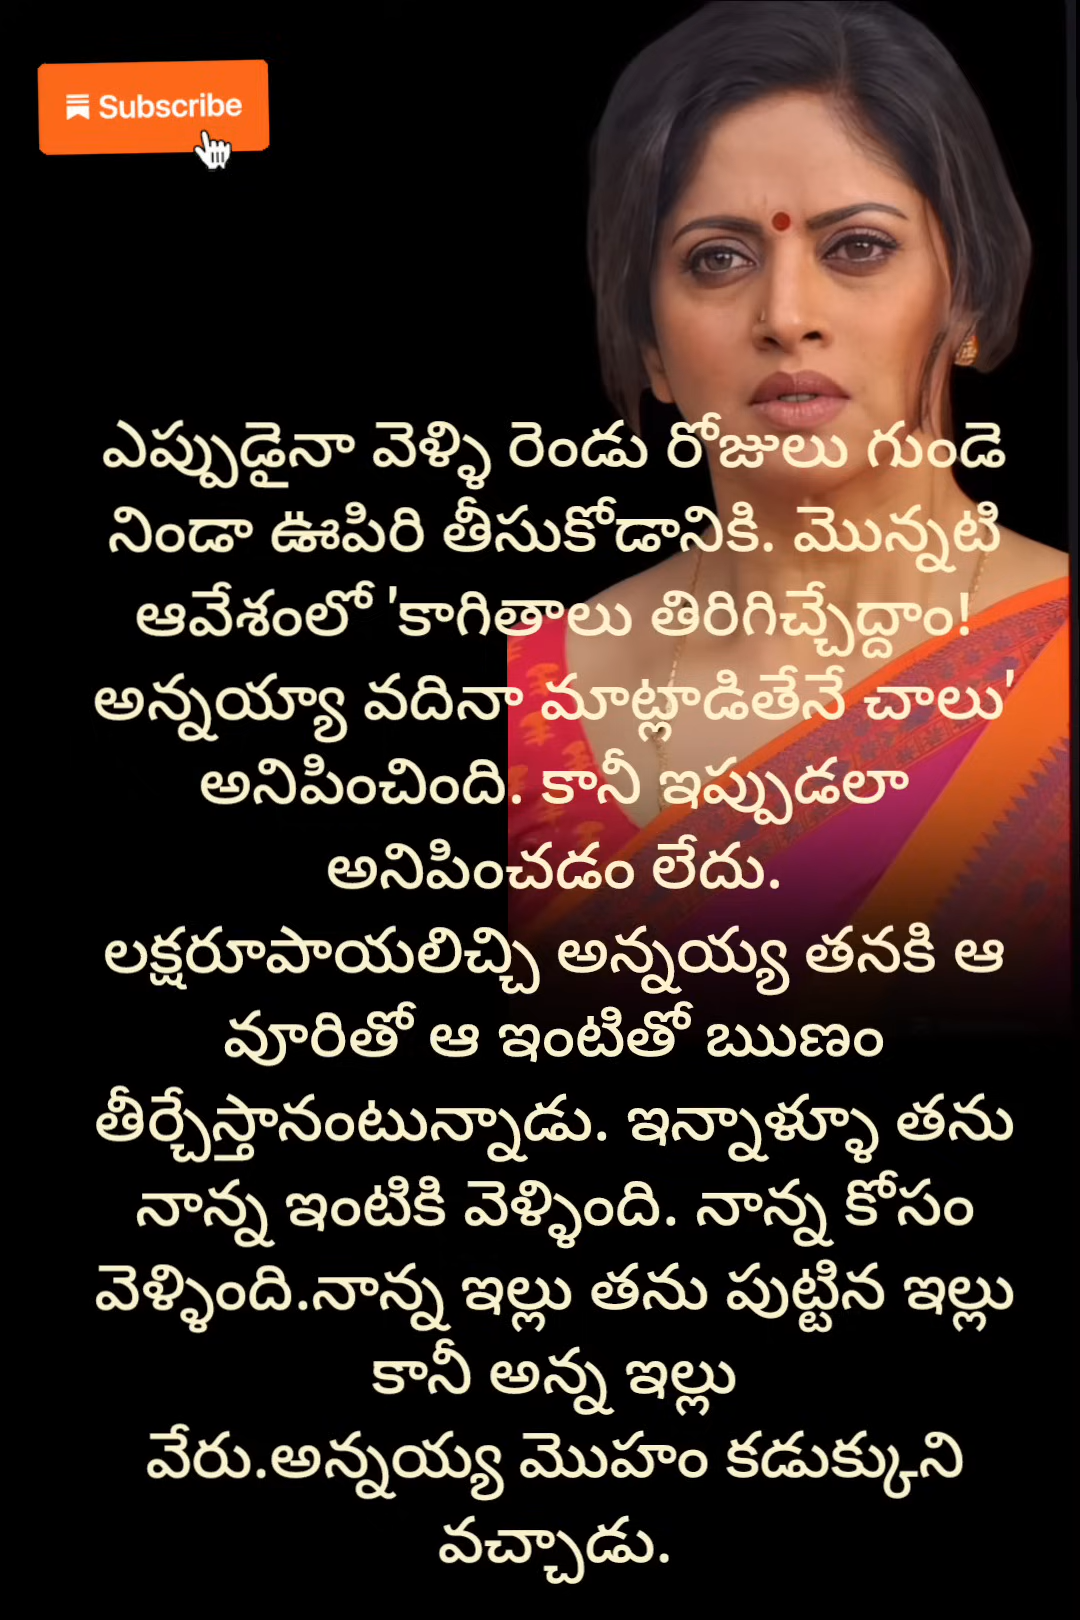 Subscribe
ఎప్పుడైనా వెళ్ళి రెండు రోజులు గుండె
నిండా ఊపిరి తీసుకోడానికి. మొన్నటి
ఆవేశంలో 'కాగితాలు తిరిగిచ్చేద్దాం!
అన్నయ్యా వదినా మాట్లాడితేనే చాలు'
అనిపించింది. కానీ ఇప్పుడలా
అనిపించడం లేదు.
లక్షరూపాయలిచ్చి అన్నయ్య తనకి ఆ
వూరితో ఆ ఇంటితో ఋణం
తీర్చేస్తానంటున్నాడు. ఇన్నాళ్ళూ తను
నాన్న ఇంటికి వెళ్ళింది. నాన్న కోసం
వెళ్ళింది.నాన్న ఇల్లు తను పుట్టిన ఇల్లు
కానీ అన్న ఇల్లు
వేరు.అన్నయ్య మొహం కడుక్కుని
వచ్చాడు.